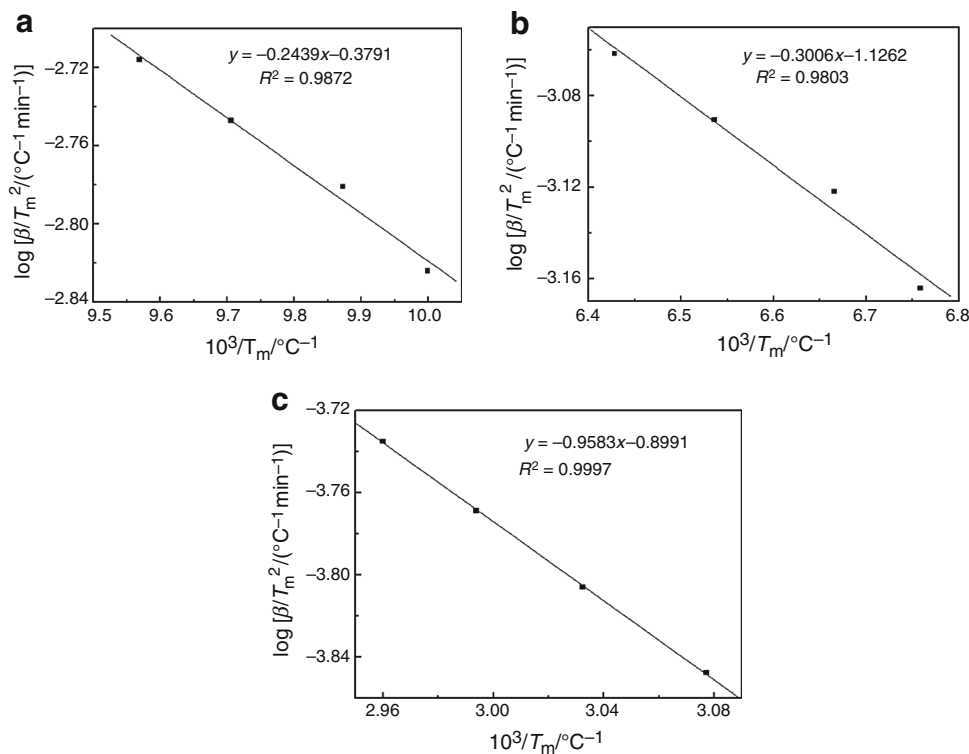 a
y = −0.2439x−0.3791
R² = 0.9872
log [β/Tm²/(°C−1 min−1)]
−2.72
−2.76
−2.80
−2.84
9.5 9.6 9.7 9.8 9.9 10.0
10³/Tm/°C−1
b
y = −0.3006x−1.1262
R² = 0.9803
log [β/Tm²/(°C−1 min−1)]
−3.08
−3.12
−3.16
6.4 6.5 6.6 6.7 6.8
10³/Tm/°C−1
c
y = −0.9583x−0.8991
R² = 0.9997
log [β/Tm²/(°C−1 min−1)]
−3.72
−3.76
−3.80
−3.84
2.96 3.00 3.04 3.08
10³/Tm/°C−1